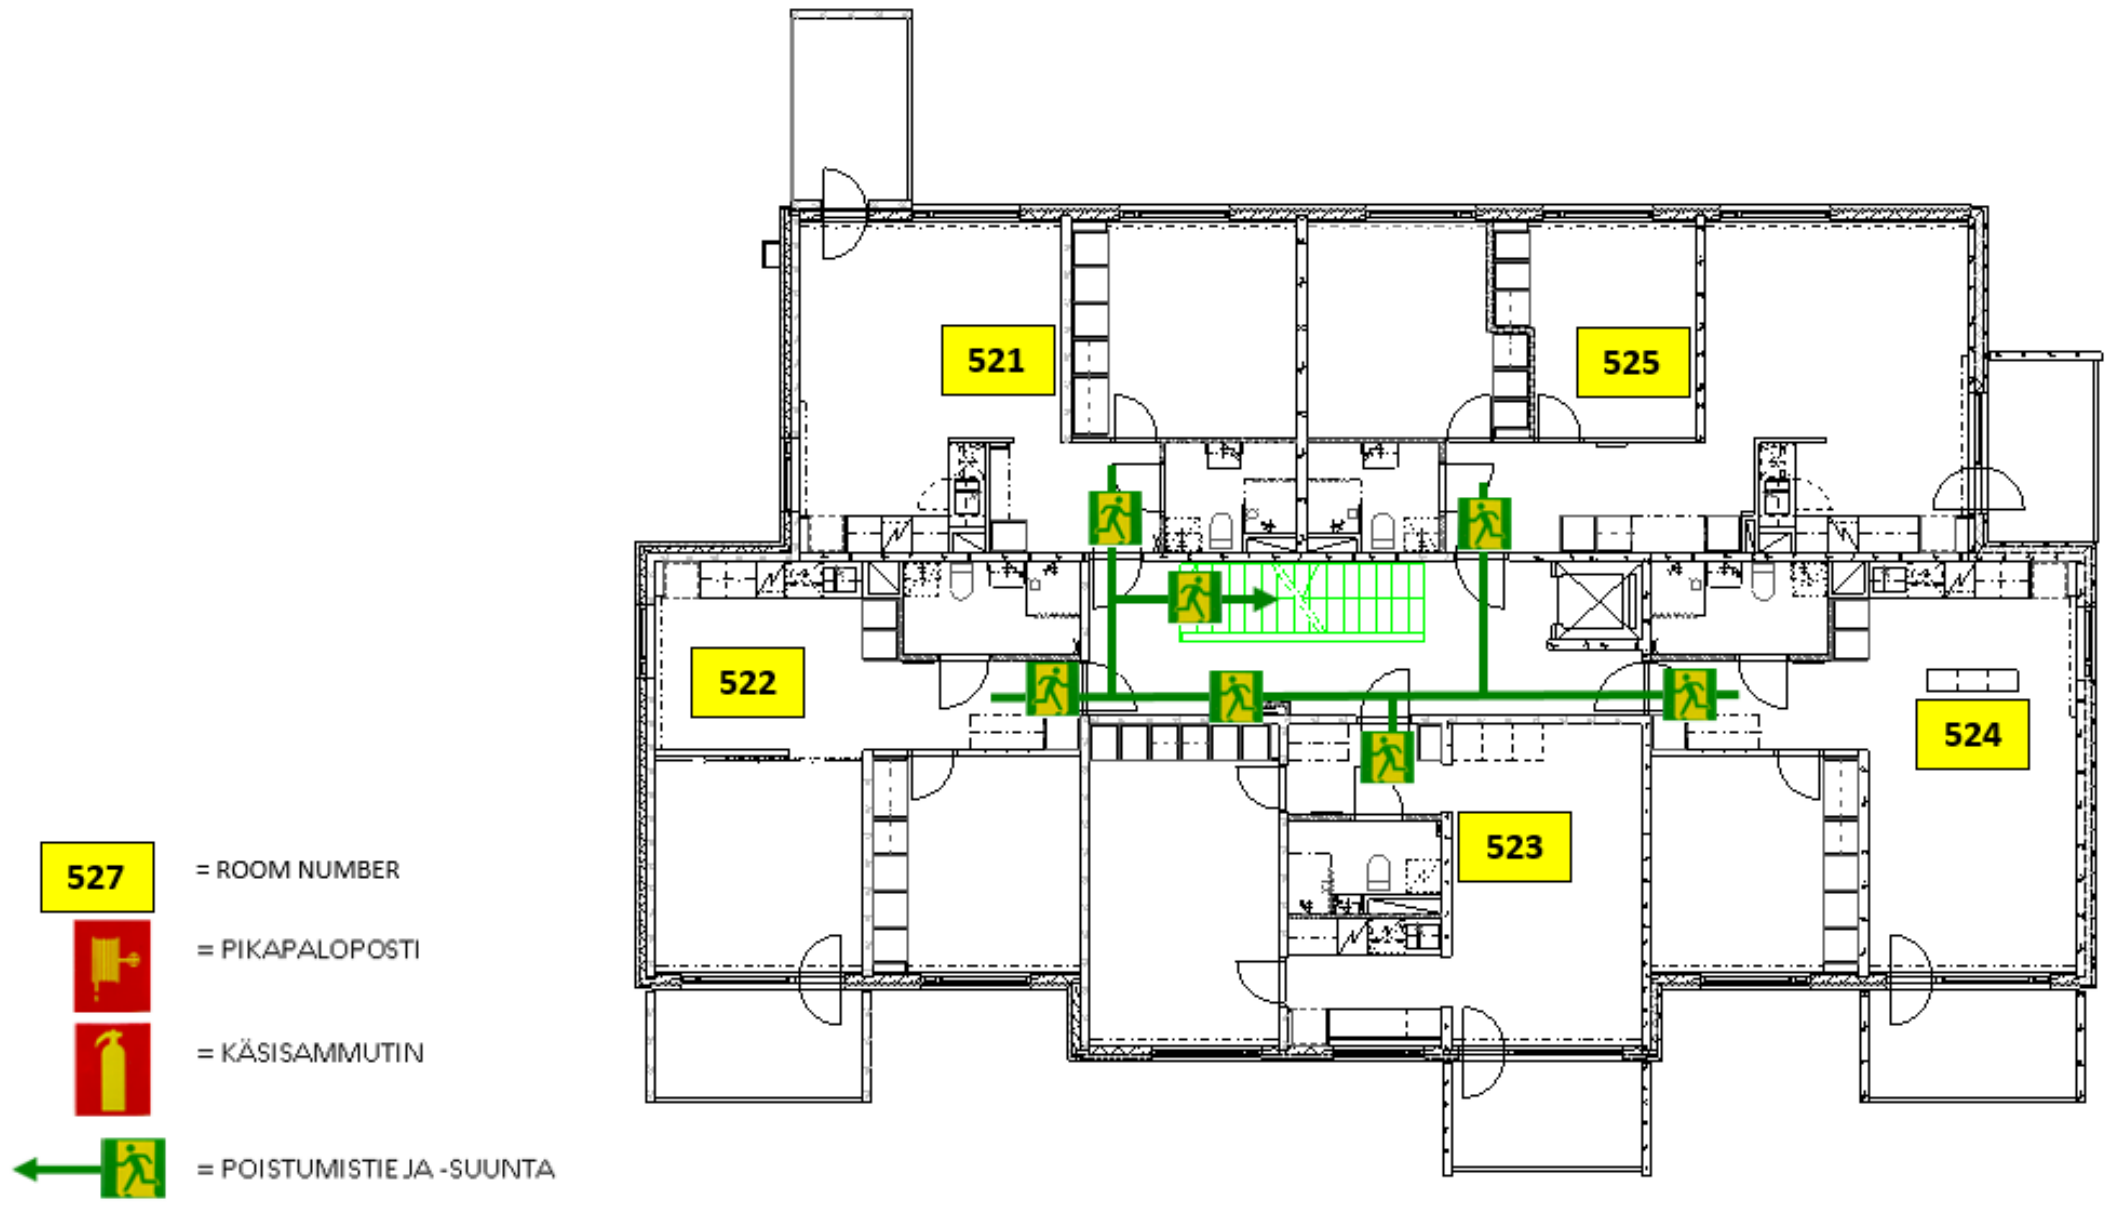 521
525
522
524
523
527 = ROOM NUMBER
= PIKAPALOPOSTI
= KÄSISAMMUTIN
= POISTUMISTIE JA -SUUNTA